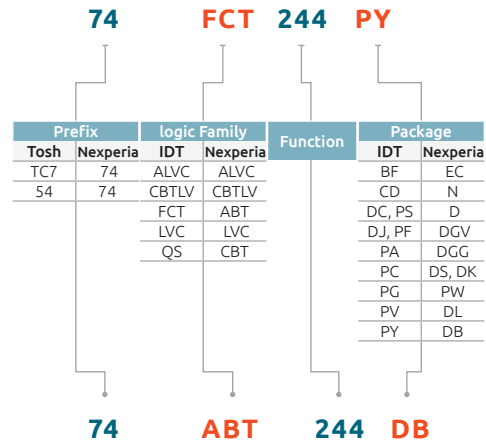 74 FCT 244 PY
Prefix logic Family Function Package
Tosh Nexperia IDT Nexperia IDT Nexperia
TC7 74 ALVC ALVC BF EC
54 74 CBTLV CBTLV CD N
FCT ABT DC, PS D
LVC LVC DJ, PF DGV
QS CBT PA DGG
PC DS, DK
PG PW
PV DL
PY DB
74 ABT 244 DB